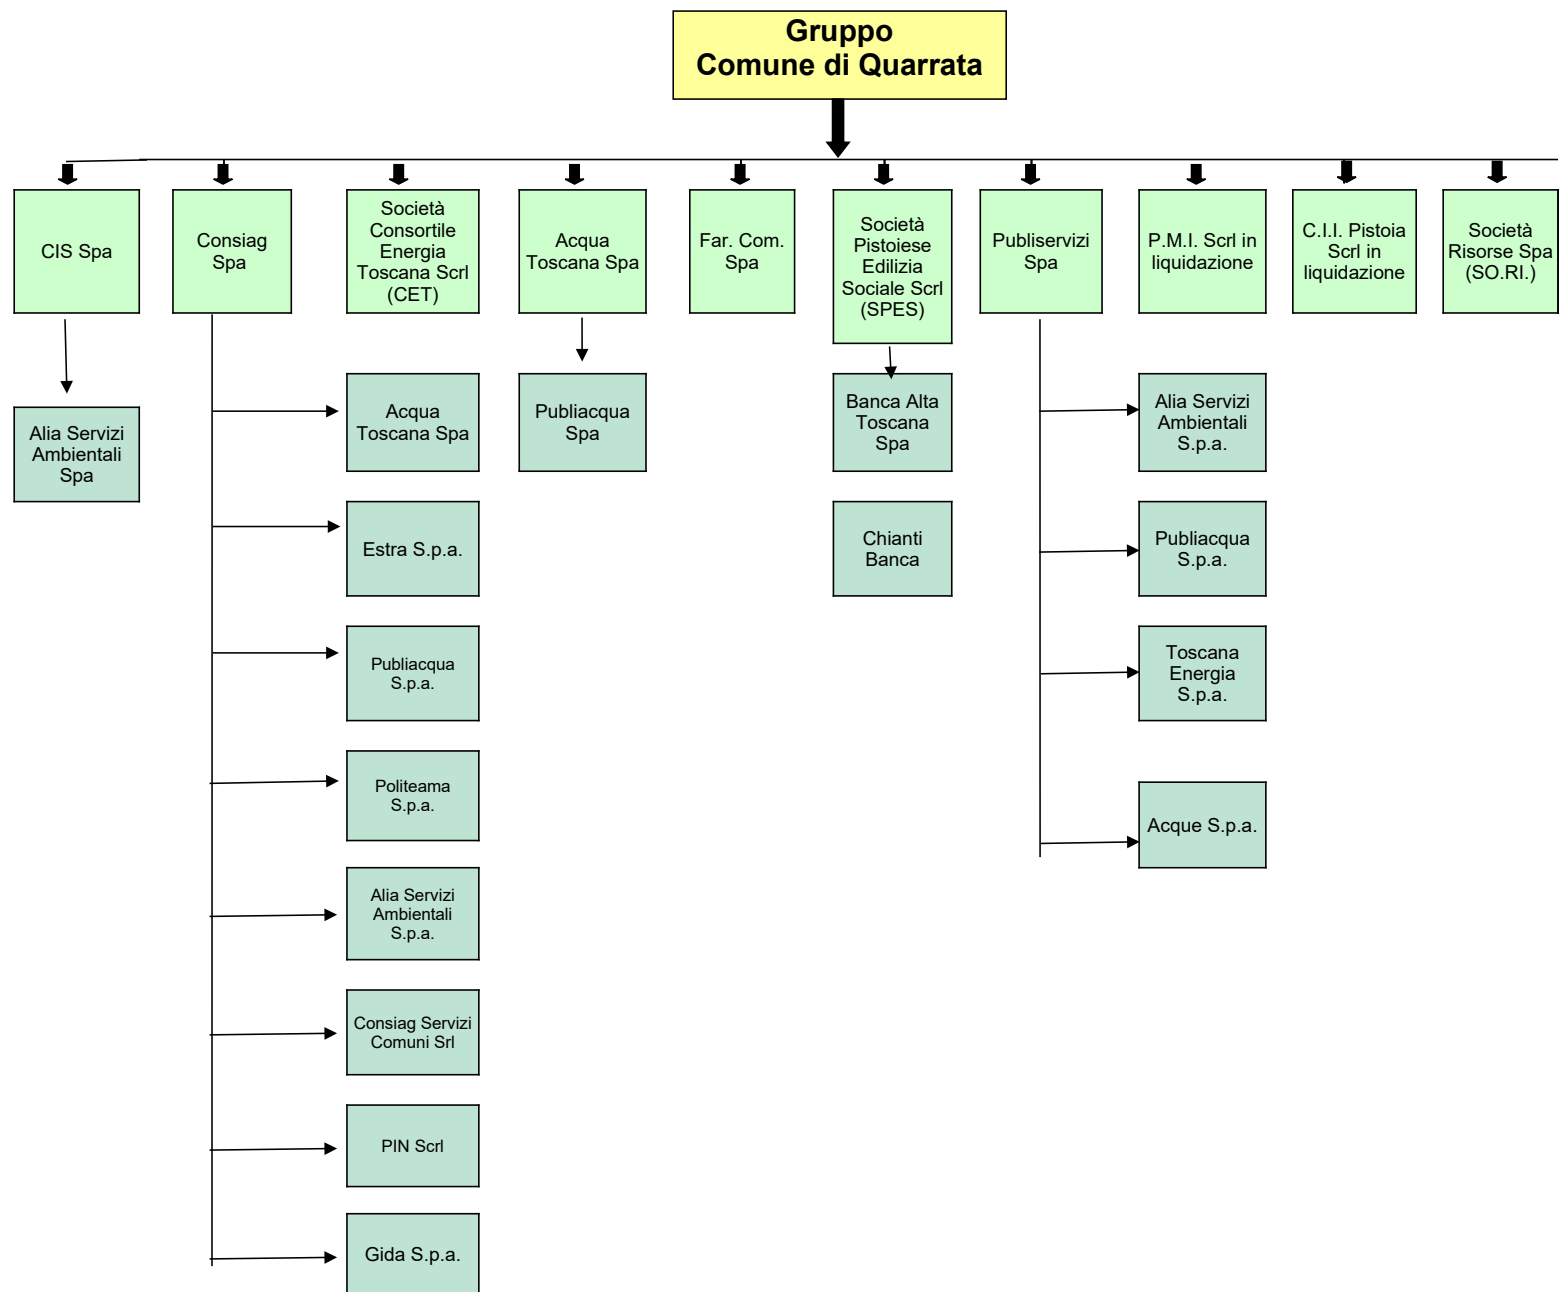 Gruppo
Comune di Quarrata
CIS Spa
Consiag
Spa
Società
Consortile
Energia
Toscana Scrl
(CET)
Acqua
Toscana Spa
Far. Com.
Spa
Società
Pistoiese
Edilizia
Sociale Scrl
(SPES)
Publiservizi
Spa
P.M.I. Scrl in
liquidazione
C.I.I. Pistoia
Scrl in
liquidazione
Società
Risorse Spa
(SO.RI.)
Alia Servizi
Ambientali
Spa
Acqua
Toscana Spa
Publiacqua
Spa
Banca Alta
Toscana
Spa
Alia Servizi
Ambientali
S.p.a.
Estra S.p.a.
Chianti
Banca
Publiacqua
S.p.a.
Publiacqua
S.p.a.
Toscana
Energia
S.p.a.
Politeama
S.p.a.
Acque S.p.a.
Alia Servizi
Ambientali
S.p.a.
Consiag Servizi
Comuni Srl
PIN Scrl
Gida S.p.a.